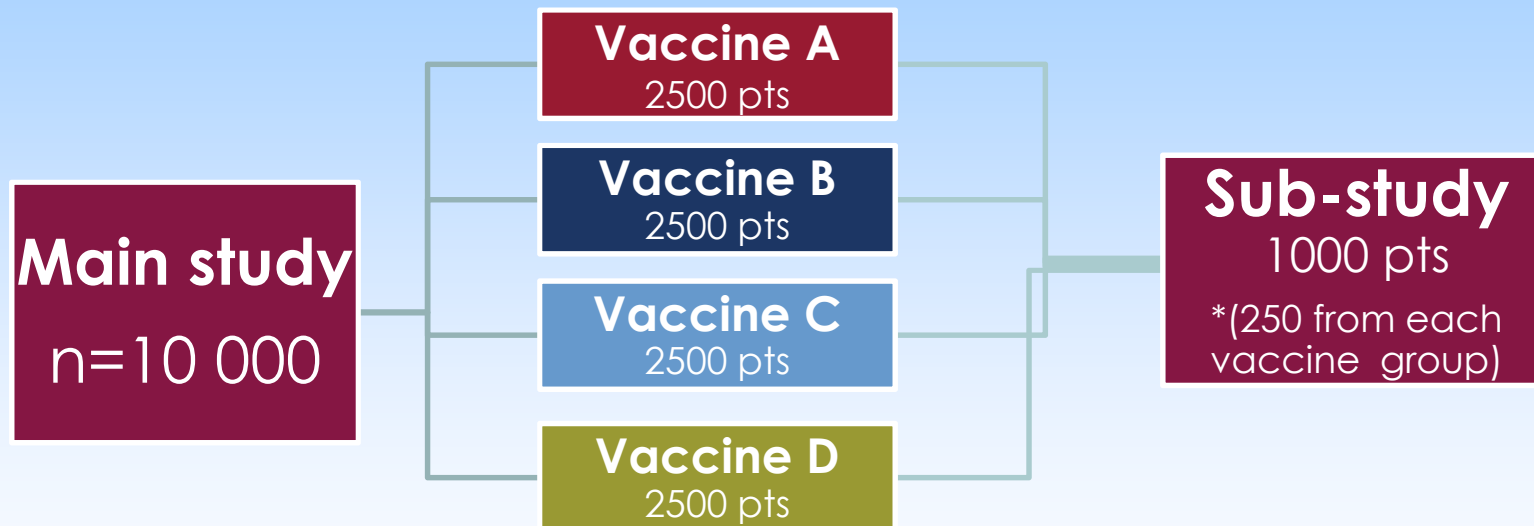 Main study
n=10 000
Vaccine A
2500 pts
Vaccine B
2500 pts
Vaccine C
2500 pts
Vaccine D
2500 pts
Sub-study
1000 pts
*(250 from each
vaccine group)